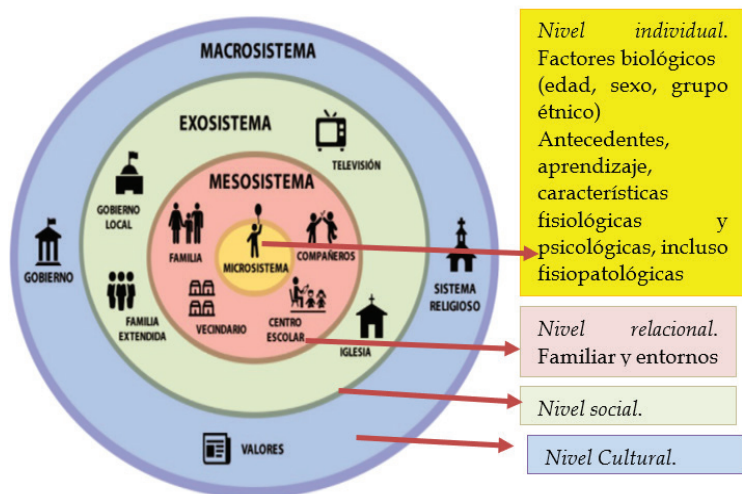 MACROSISTEMA
EXOSISTEMA
TELEVISIÓN
MESOSISTEMA
GOBIERNO
LOCAL
FAMILIA
COMPAÑEROS
MICROSISTEMA
GOBIERNO
SISTEMA
RELIGIOSO
FAMILIA
EXTENDIDA
VECINDARIO
CENTRO
ESCOLAR
IGLESIA
VALORES
Nivel individual.
Factores biológicos
(edad, sexo, grupo
étnico)
Antecedentes,
aprendizaje,
características
fisiológicas y
psicológicas, incluso
fisiopatológicas
Nivel relacional.
Familiar y entornos
Nivel social.
Nivel Cultural.